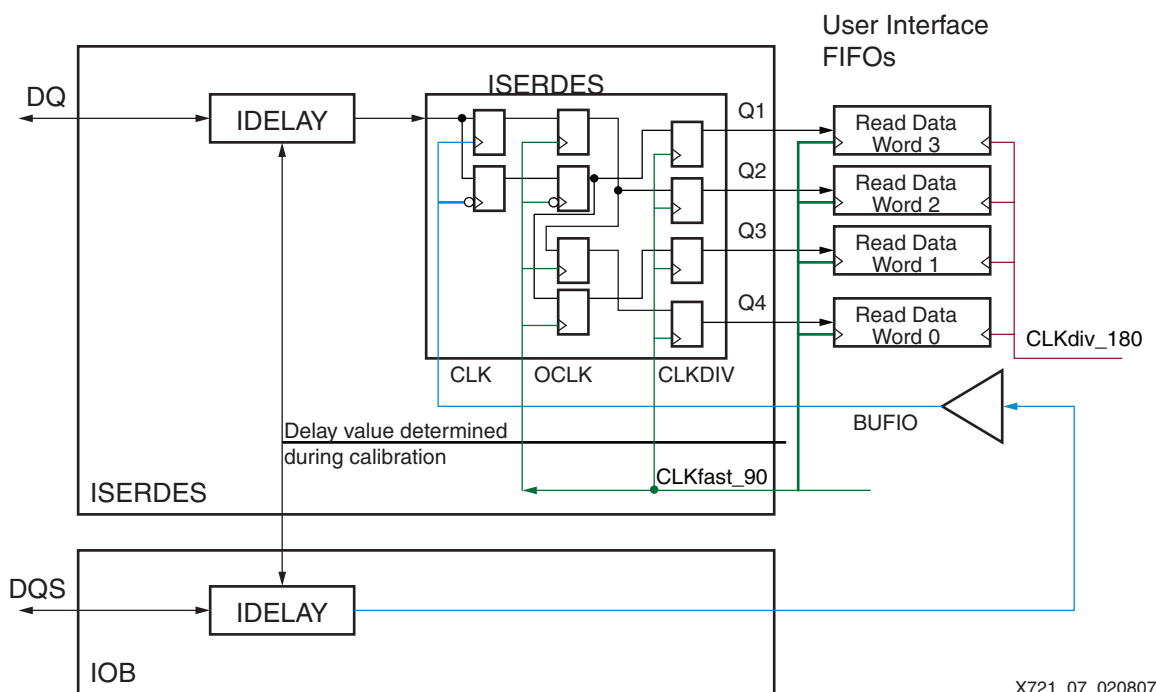 User Interface
FIFOs
ISERDES
DQ
IDELAY
Q1
Read Data
Word 3
Q2
Read Data
Word 2
Q3
Read Data
Word 1
Q4
Read Data
Word 0
CLKdiv_180
CLK
OCLK
CLKDIV
BUFIO
Delay value determined
during calibration
CLKfast_90
ISERDES
DQS
IDELAY
IOB
X721_07_020807